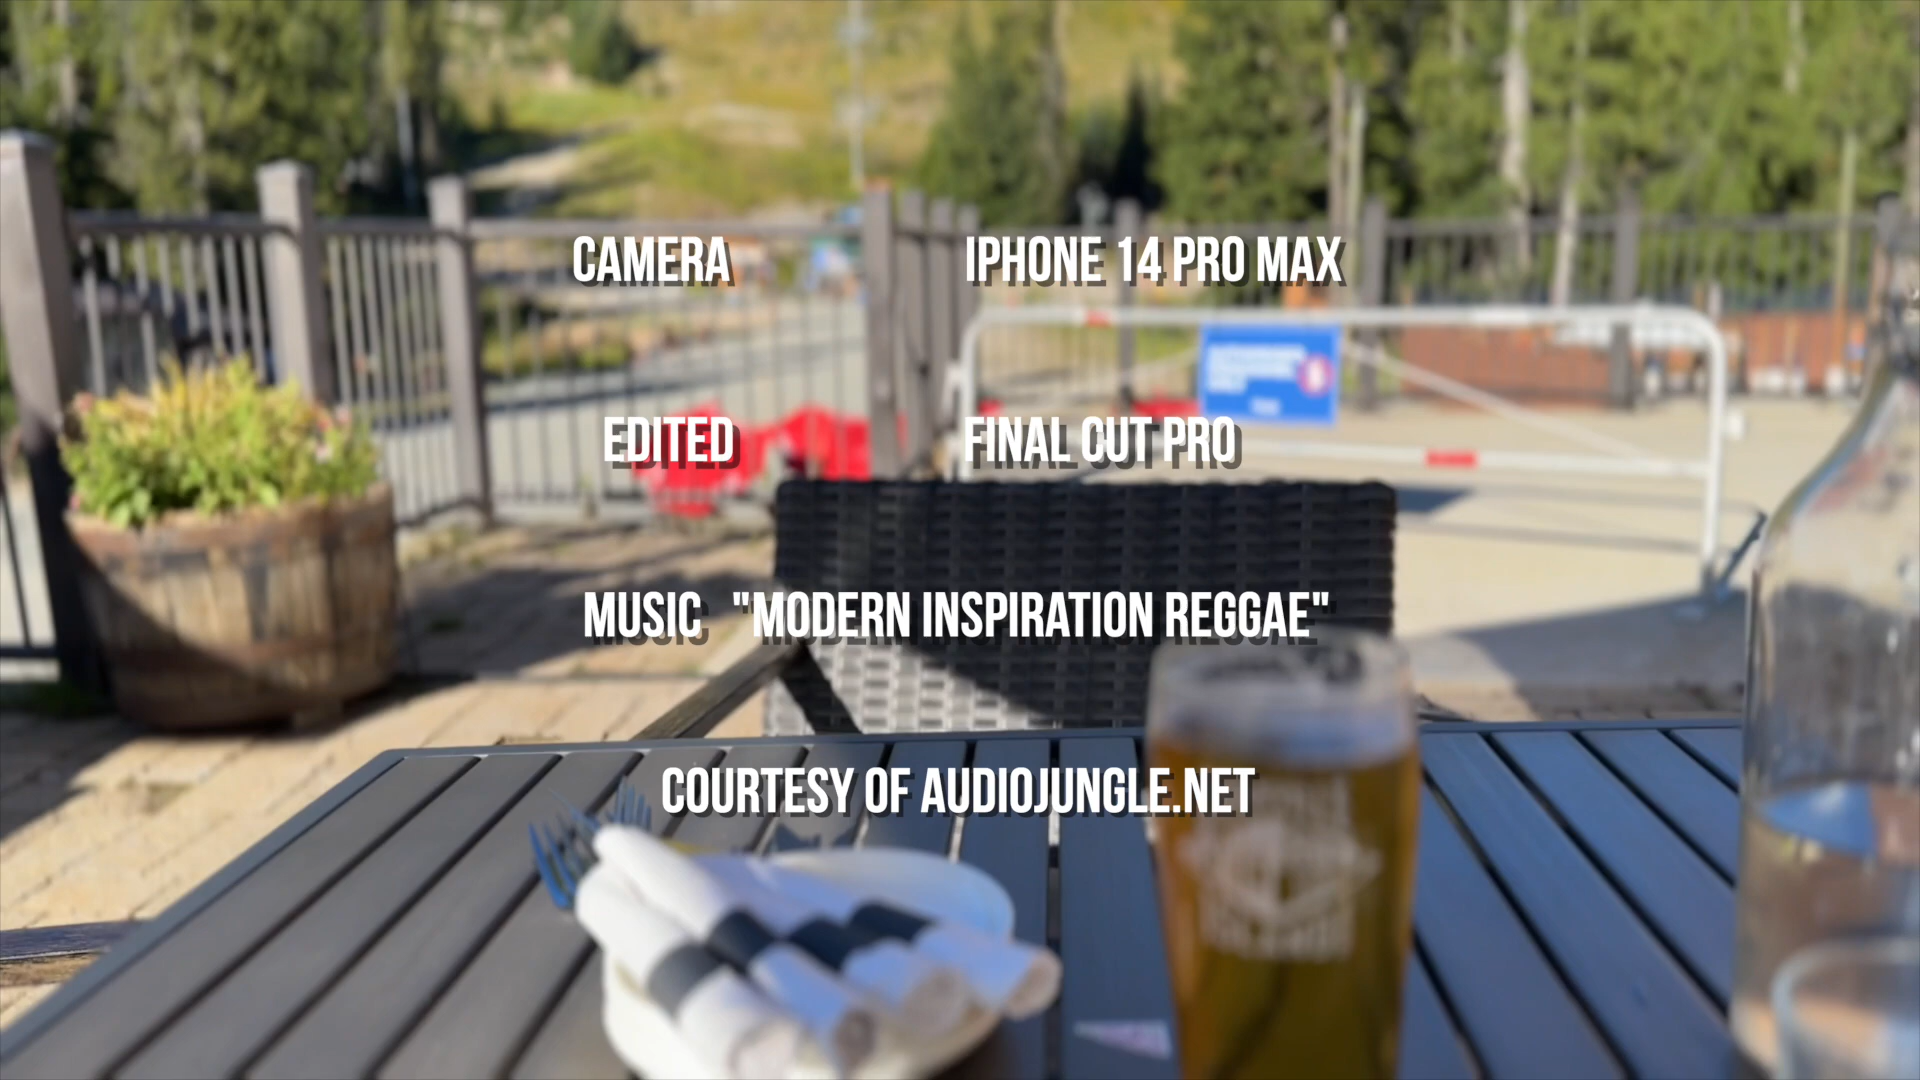 CAMERA IPHONE 14 PRO MAX
EDITED FINAL CUT PRO
MUSIC "MODERN INSPIRATION REGGAE"
COURTESY OF AUDIOJUNGLE.NET